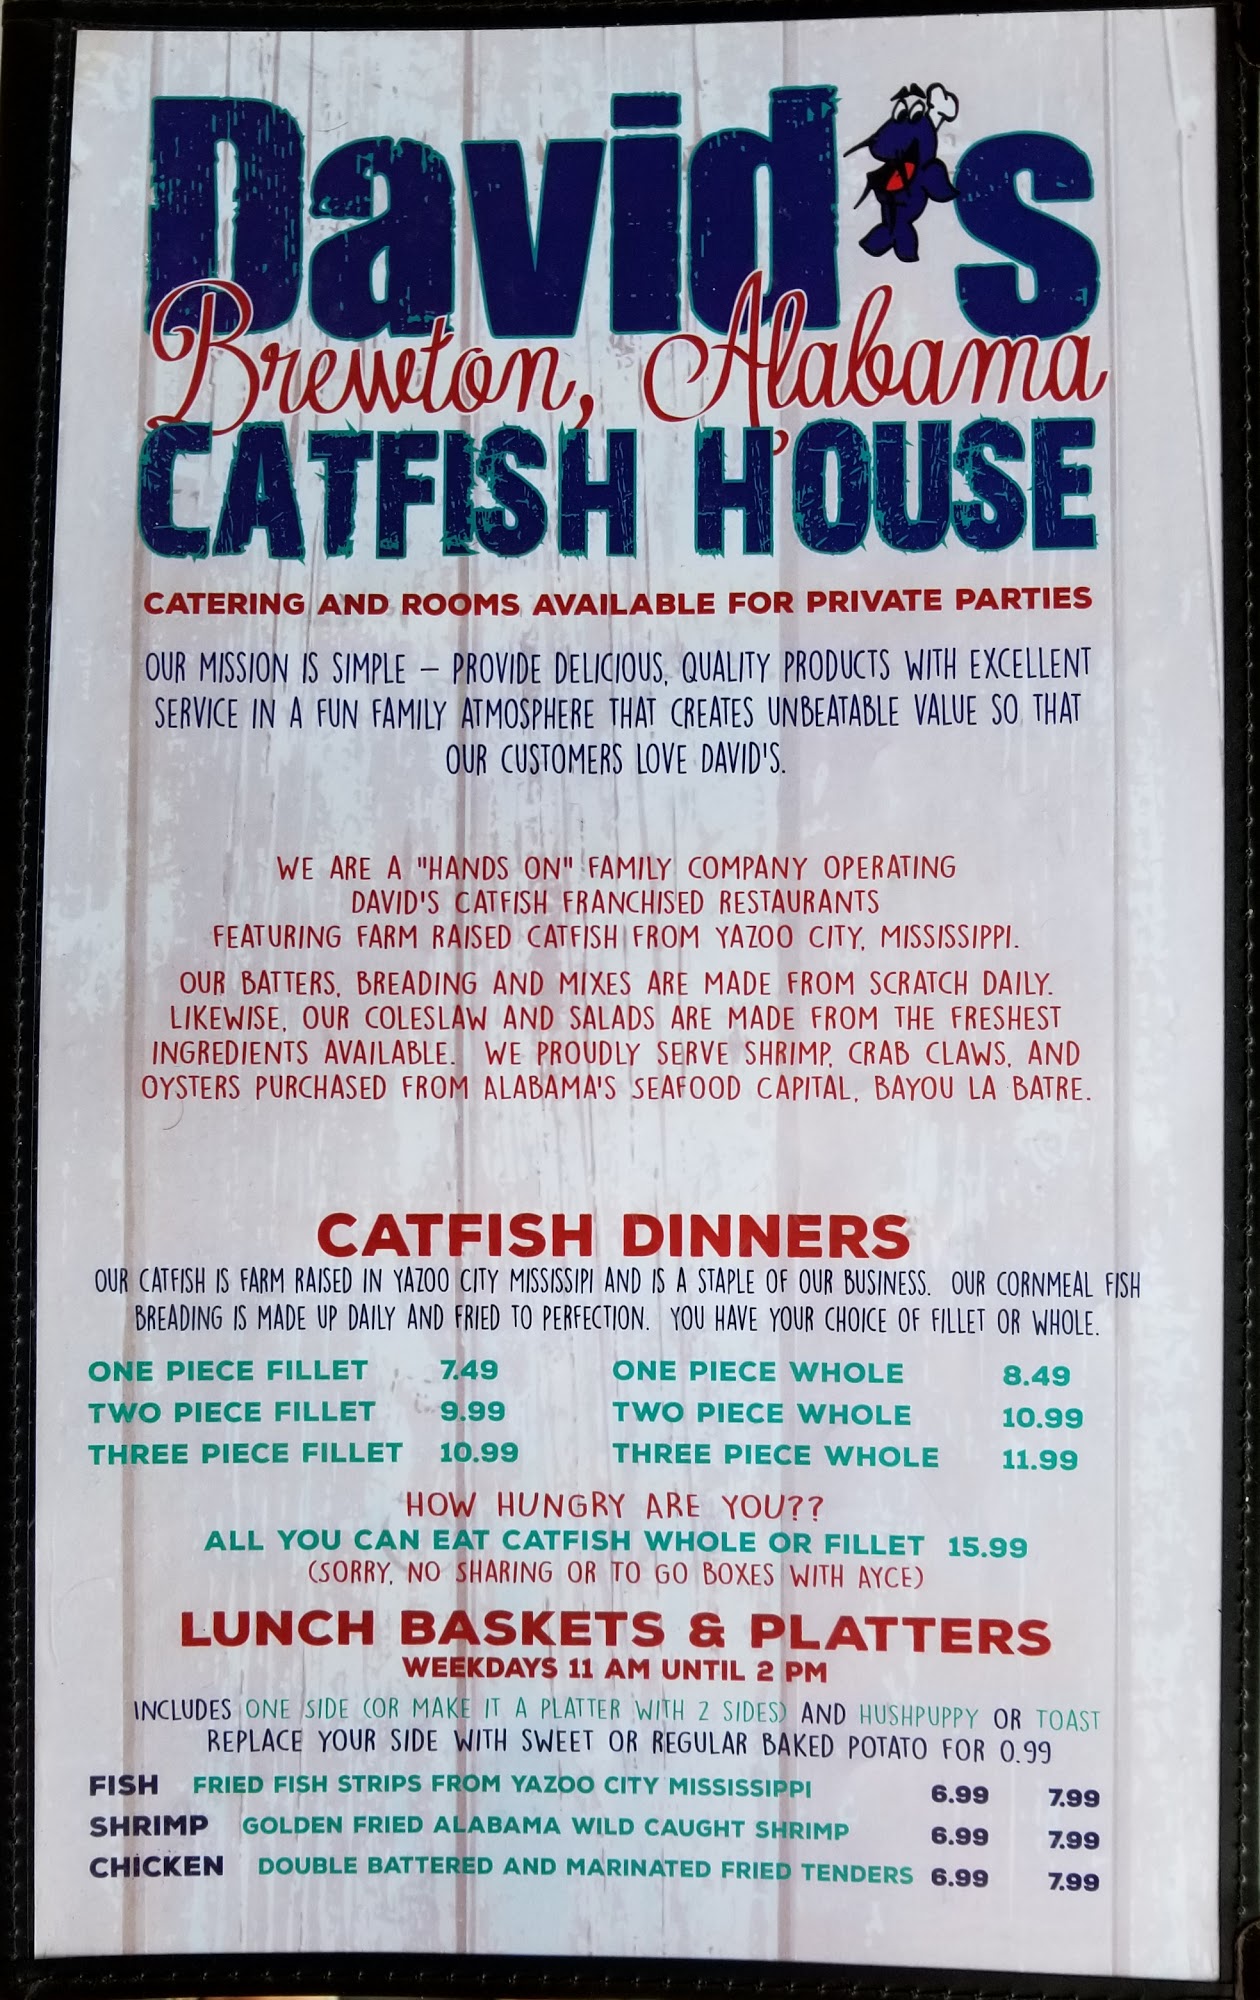 David's
Brewton, Alabama
CATFISH HOUSE
CATERING AND ROOMS AVAILABLE FOR PRIVATE PARTIES
OUR MISSION IS SIMPLE – PROVIDE DELICIOUS, QUALITY PRODUCTS WITH EXCELLENT
SERVICE IN A FUN FAMILY ATMOSPHERE THAT CREATES UNBEATABLE VALUE SO THAT
OUR CUSTOMERS LOVE DAVID'S.
WE ARE A "HANDS ON" FAMILY COMPANY OPERATING
DAVID'S CATFISH FRANCHISED RESTAURANTS
FEATURING FARM RAISED CATFISH FROM YAZOO CITY, MISSISSIPPI.
OUR BATTERS, BREADING AND MIXES ARE MADE FROM SCRATCH DAILY.
LIKEWISE, OUR COLESLAW AND SALADS ARE MADE FROM THE FRESHEST
INGREDIENTS AVAILABLE. WE PROUDLY SERVE SHRIMP, CRAB CLAWS, AND
OYSTERS PURCHASED FROM ALABAMA'S SEAFOOD CAPITAL, BAYOU LA BATRE.
CATFISH DINNERS
OUR CATFISH IS FARM RAISED IN YAZOO CITY MISSISSIPI AND IS A STAPLE OF OUR BUSINESS. OUR CORNMEAL FISH
BREADING IS MADE UP DAILY AND FRIED TO PERFECTION. YOU HAVE YOUR CHOICE OF FILLET OR WHOLE.
ONE PIECE FILLET 7.49 ONE PIECE WHOLE 8.49
TWO PIECE FILLET 9.99 TWO PIECE WHOLE 10.99
THREE PIECE FILLET 10.99 THREE PIECE WHOLE 11.99
HOW HUNGRY ARE YOU??
ALL YOU CAN EAT CATFISH WHOLE OR FILLET 15.99
(SORRY, NO SHARING OR TO GO BOXES WITH AYCE)
LUNCH BASKETS & PLATTERS
WEEKDAYS 11 AM UNTIL 2 PM
INCLUDES ONE SIDE (OR MAKE IT A PLATTER WITH 2 SIDES) AND HUSHPUPPY OR TOAST
REPLACE YOUR SIDE WITH SWEET OR REGULAR BAKED POTATO FOR 0.99
FISH FRIED FISH STRIPS FROM YAZOO CITY MISSISSIPPI 6.99 7.99
SHRIMP GOLDEN FRIED ALABAMA WILD CAUGHT SHRIMP 6.99 7.99
CHICKEN DOUBLE BATTERED AND MARINATED FRIED TENDERS 6.99 7.99